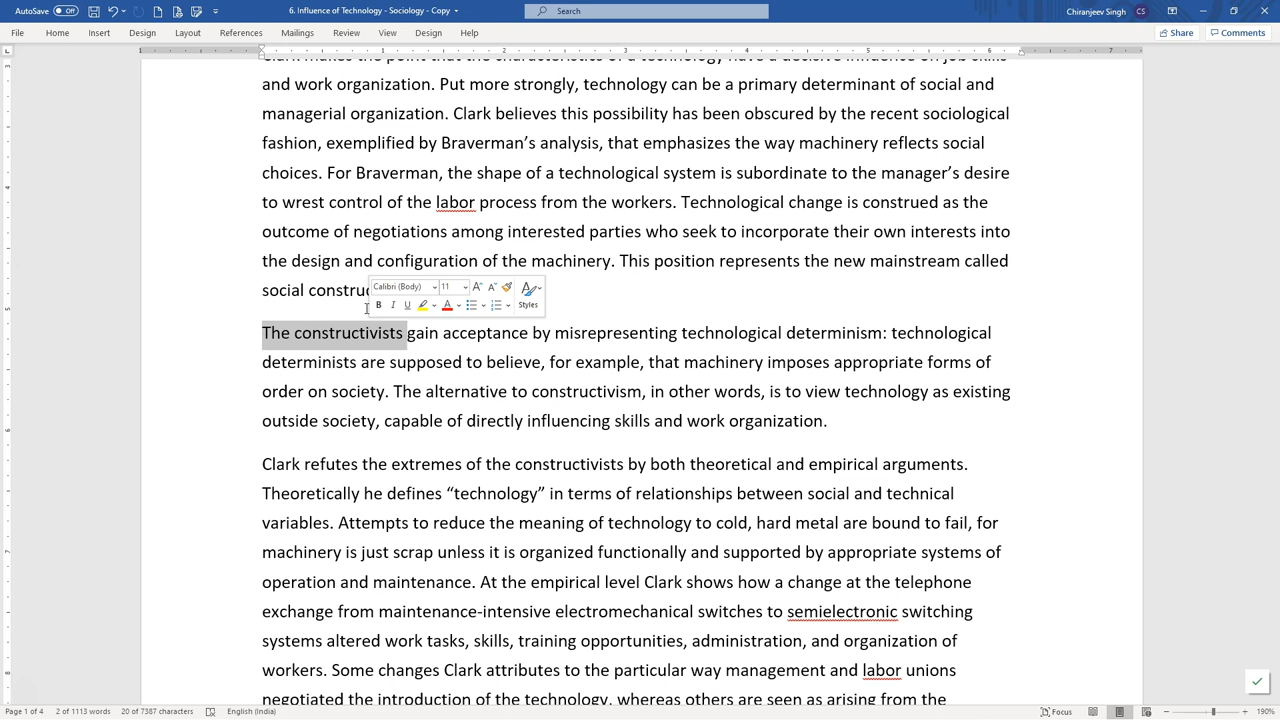 AutoSave Off 6. Influence of Technology - Sociology - Copy Search Chiranjeev Singh CS
File Home Insert Draw Design Layout References Mailings Review View Design Help Share Comments
and work organization. Put more strongly, technology can be a primary determinant of social and
managerial organization. Clark believes this possibility has been obscured by the recent sociological
fashion, exemplified by Braverman’s analysis, that emphasizes the way machinery reflects social
choices. For Braverman, the shape of a technological system is subordinate to the manager’s desire
to wrest control of the labor process from the workers. Technological change is construed as the
outcome of negotiations among interested parties who seek to incorporate their own interests into
the design and configuration of the machinery. This position represents the new mainstream called
social construc
Calibri (Body) 11
Styles
The constructivists gain acceptance by misrepresenting technological determinism: technological
determinists are supposed to believe, for example, that machinery imposes appropriate forms of
order on society. The alternative to constructivism, in other words, is to view technology as existing
outside society, capable of directly influencing skills and work organization.
Clark refutes the extremes of the constructivists by both theoretical and empirical arguments.
Theoretically he defines “technology” in terms of relationships between social and technical
variables. Attempts to reduce the meaning of technology to cold, hard metal are bound to fail, for
machinery is just scrap unless it is organized functionally and supported by appropriate systems of
operation and maintenance. At the empirical level Clark shows how a change at the telephone
exchange from maintenance-intensive electromechanical switches to semielectronic switching
systems altered work tasks, skills, training opportunities, administration, and organization of
workers. Some changes Clark attributes to the particular way management and labor unions
negotiated the introduction of the technology, whereas others are seen as arising from the
Page 1 of 4 2 of 1113 words 20 of 7387 characters English (India) Focus 190%